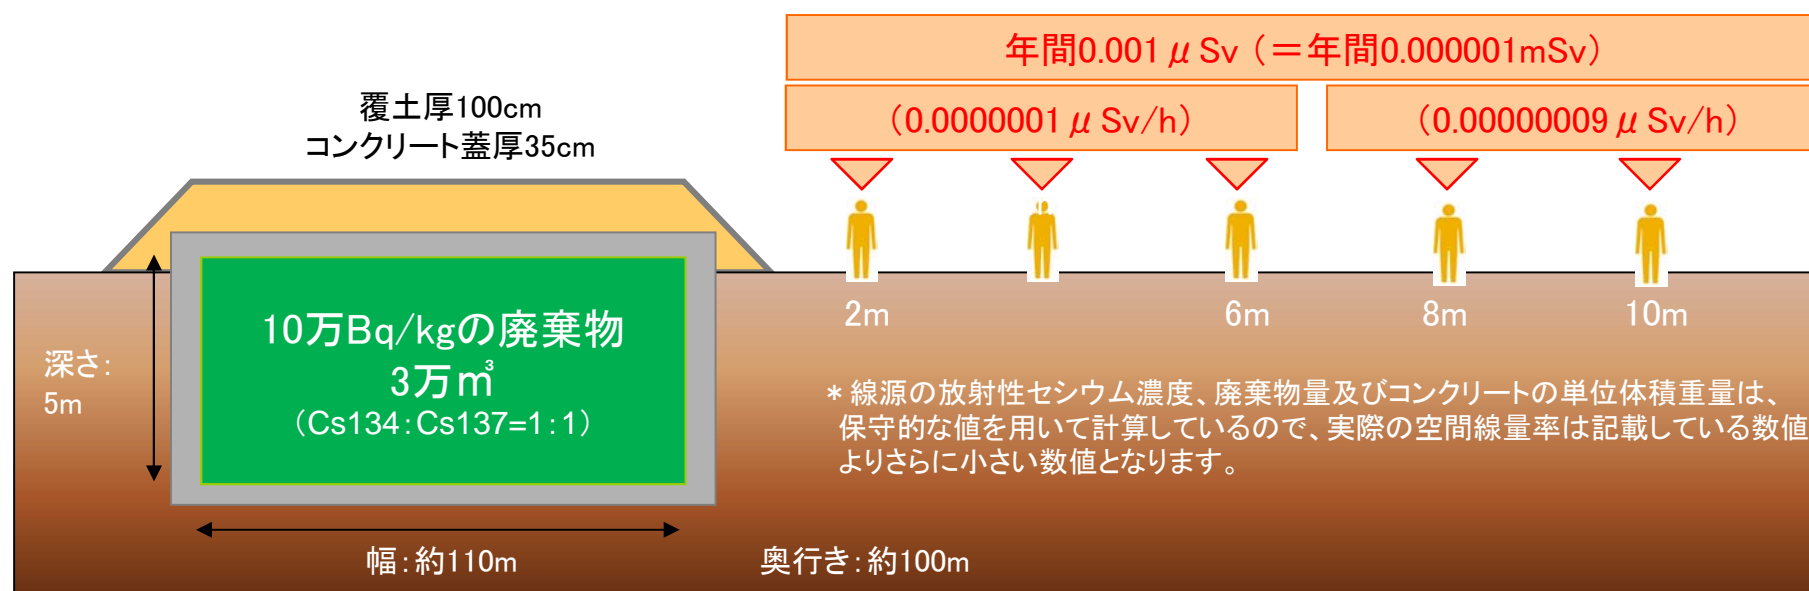 年間0.001μSv（＝年間0.000001mSv）
（0.0000001μSv/h）
（0.00000009μSv/h）
覆土厚100cm
コンクリート蓋厚35cm
10万Bq/kgの廃棄物
3万㎥
（Cs134：Cs137=1：1）
深さ：
5m
2m
6m
8m
10m
＊線源の放射性セシウム濃度、廃棄物量及びコンクリートの単位体積重量は、
保守的な値を用いて計算しているので、実際の空間線量率は記載している数値
よりさらに小さい数値となります。
幅：約110m
奥行き：約100m